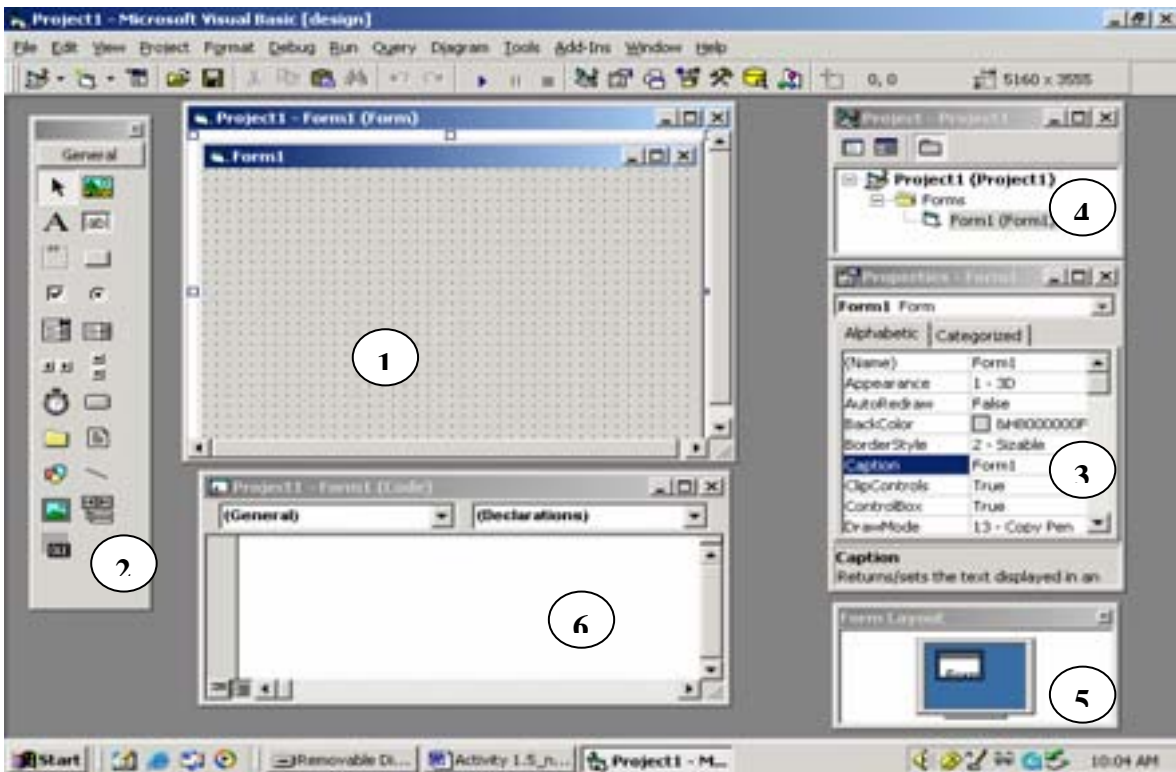 Project1 - Microsoft Visual Basic [design]
File Edit View Project Format Debug Run Query Diagram Tools Add-Ins Window Help
0, 0 5160 x 3555
General
A ab|
OLE
2
Project1 - Form1 (Form)
Form1
1
Project1 - Form1 (Code)
(General) (Declarations)
6
Project - Project1
Project1 (Project1)
Forms
Form1 (Form1)
4
Properties - Form1
Form1 Form
Alphabetic Categorized
(Name) Form1
Appearance 1 - 3D
AutoRedraw False
BackColor &H8000000F
BorderStyle 2 - Sizable
Caption Form1
ClipControls True
ControlBox True
DrawMode 13 - Copy Pen
3
Caption
Returns/sets the text displayed in an
Form Layout
Form
5
Start Removable Di... Activity 1.5_n... Project1 - M... 10:04 AM